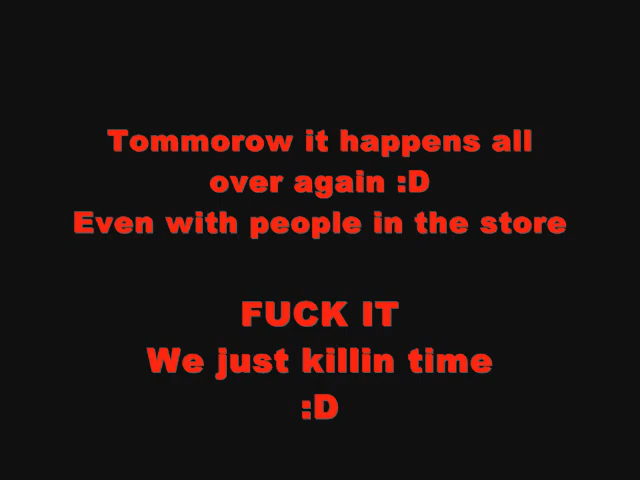 Tommorow it happens all
over again :D
Even with people in the store
FUCK IT
We just killin time
:D